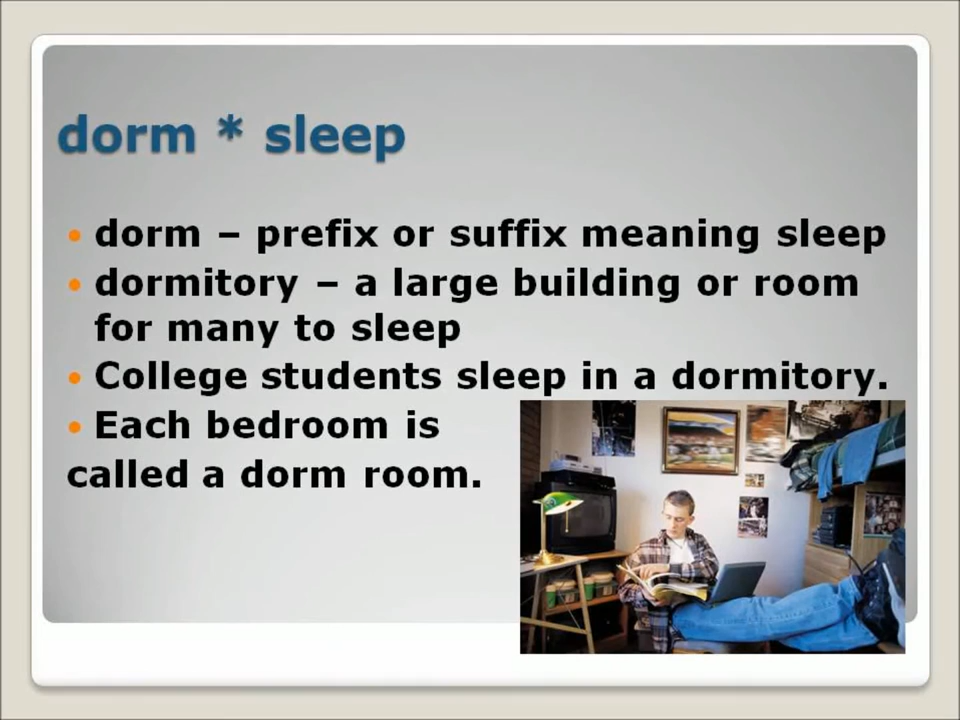 dorm * sleep
• dorm – prefix or suffix meaning sleep
• dormitory – a large building or room
for many to sleep
• College students sleep in a dormitory.
• Each bedroom is
called a dorm room.